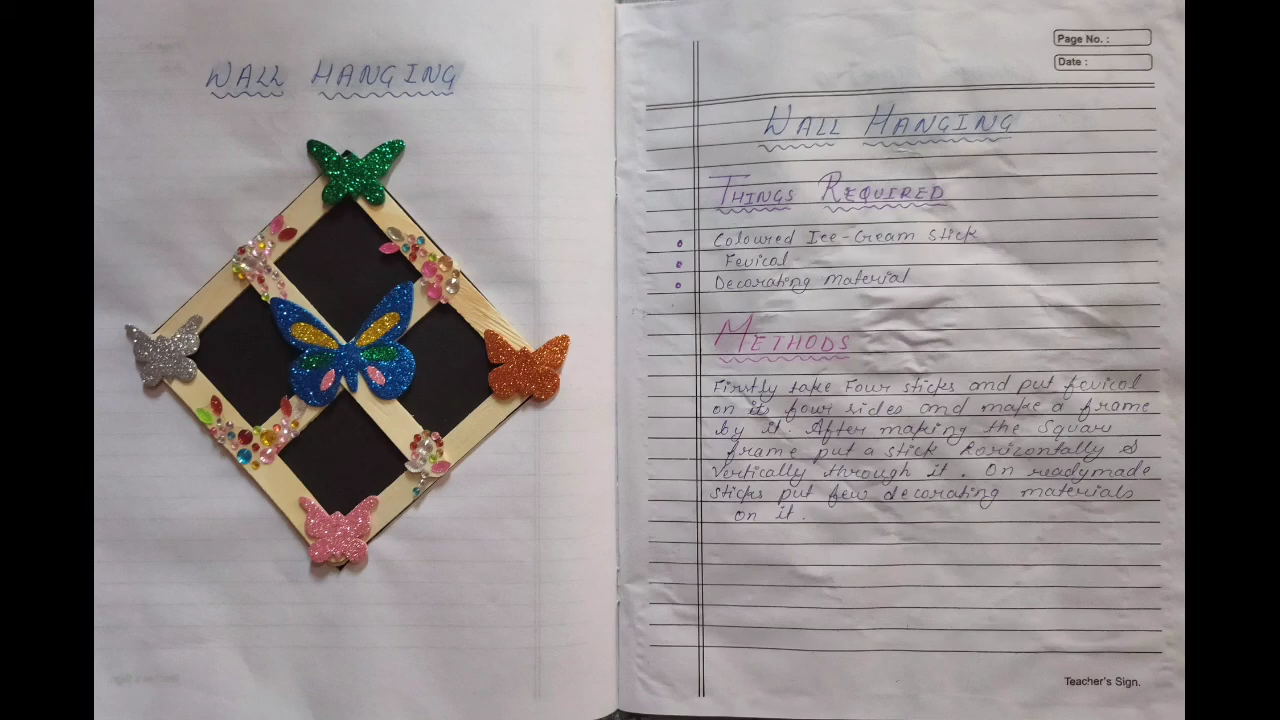 WALL HANGING
Page No. :
Date :
WALL HANGING
THINGS REQUIRED
• Coloured Ice-Cream stick
• Fevicol
• Decorating material
METHODS
Firstly take Four sticks and put fevicol
on its four sides and make a frame
by it. After making the Square
frame put a stick horizontally &
vertically through it. On readymade
sticks put few decorating materials
on it.
Teacher's Sign.